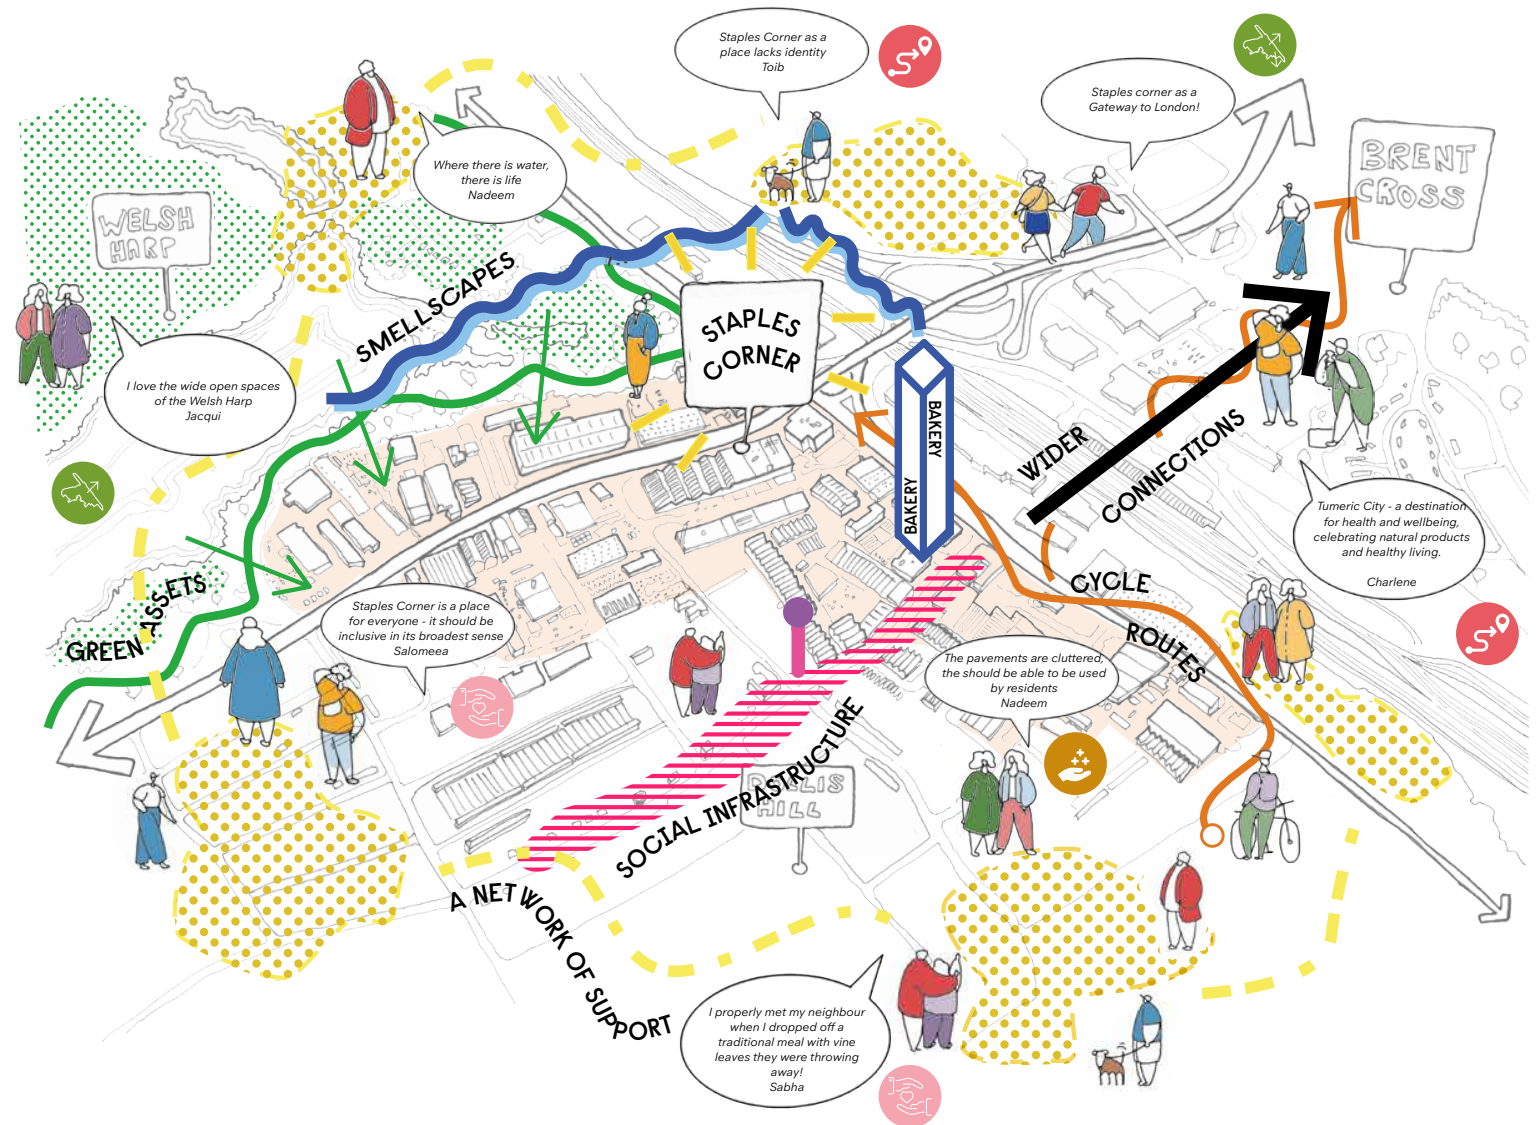 Staples Corner as a
place lacks identity
Toib
Staples corner as a
Gateway to London!
BRENT
CROSS
Where there is water,
there is life
Nadeem
WELSH
HARP
SMELLSCAPES
STAPLES
CORNER
I love the wide open spaces
of the Welsh Harp
Jacqui
BAKERY
BAKERY
WIDER
CONNECTIONS
Tumeric City - a destination
for health and wellbeing,
celebrating natural products
and healthy living.
Charlene
GREEN ASSETS
Staples Corner is a place
for everyone - it should be
inclusive in its broadest sense
Salomeea
CYCLE
ROUTES
The pavements are cluttered,
the should be able to be used
by residents
Nadeem
SOCIAL INFRASTRUCTURE
DOLLIS
HILL
A NETWORK OF SUPPORT
I properly met my neighbour
when I dropped off a
traditional meal with vine
leaves they were throwing
away!
Sabha